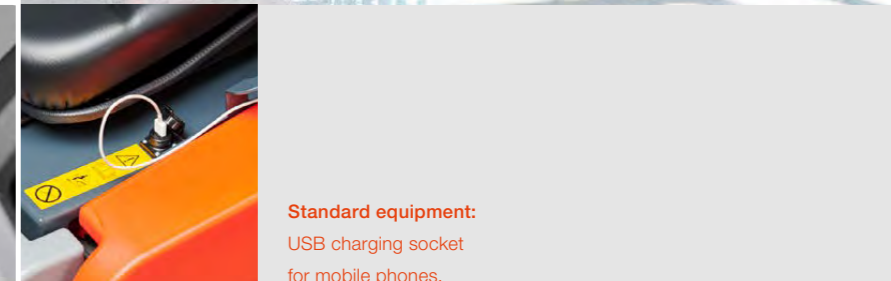 Standard equipment:
USB charging socket
for mobile phones.